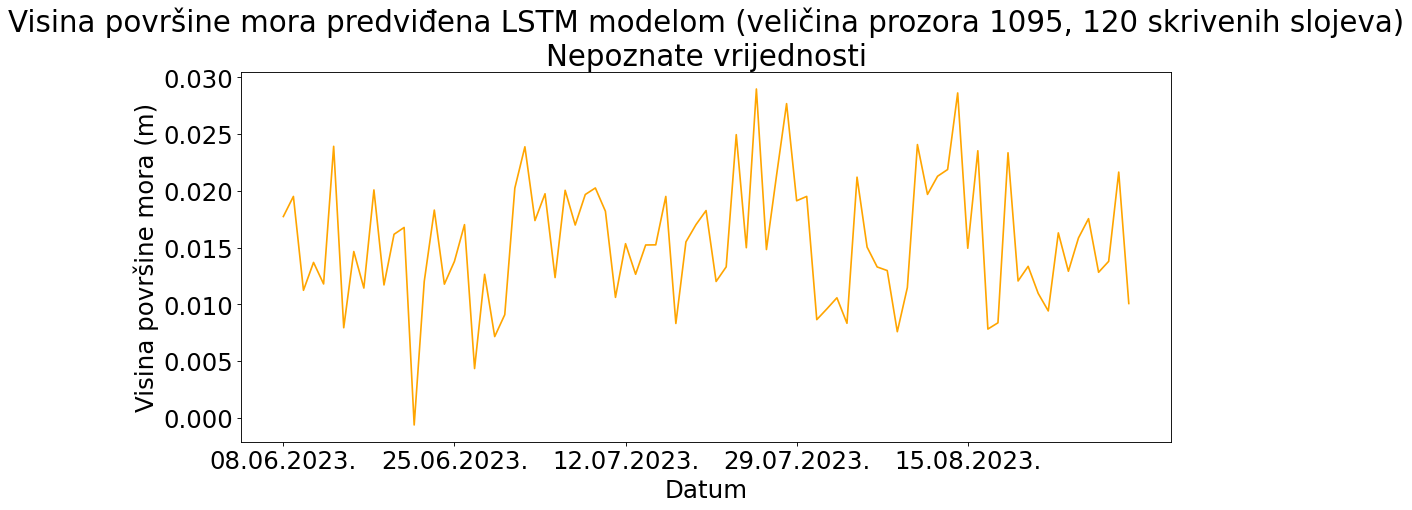 Visina površine mora predviđena LSTM modelom (veličina prozora 1095, 120 skrivenih slojeva)
Nepoznate vrijednosti
Visina površine mora (m)
0.030
0.025
0.020
0.015
0.010
0.005
0.000
08.06.2023. 25.06.2023. 12.07.2023. 29.07.2023. 15.08.2023.
Datum